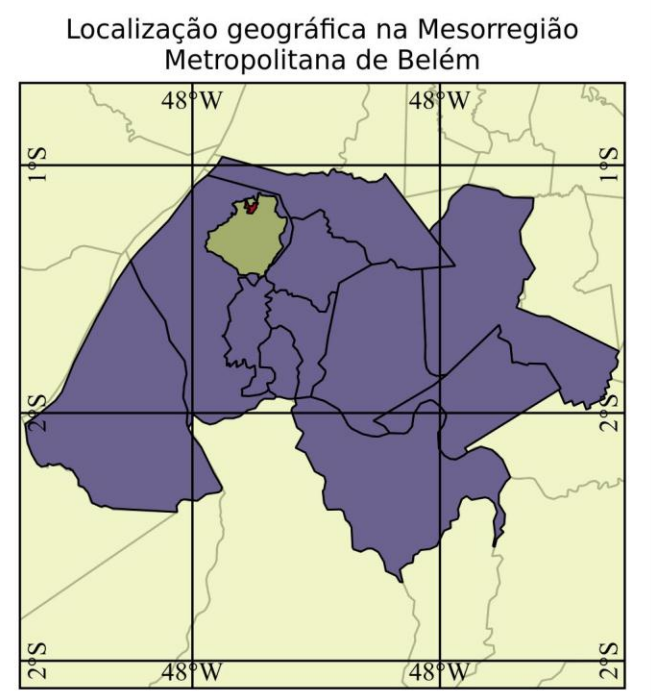 Localização geográfica na Mesorregião
Metropolitana de Belém
48°W 48°W
1°S 1°S
2°S 2°S
2°S 2°S
48°W 48°W